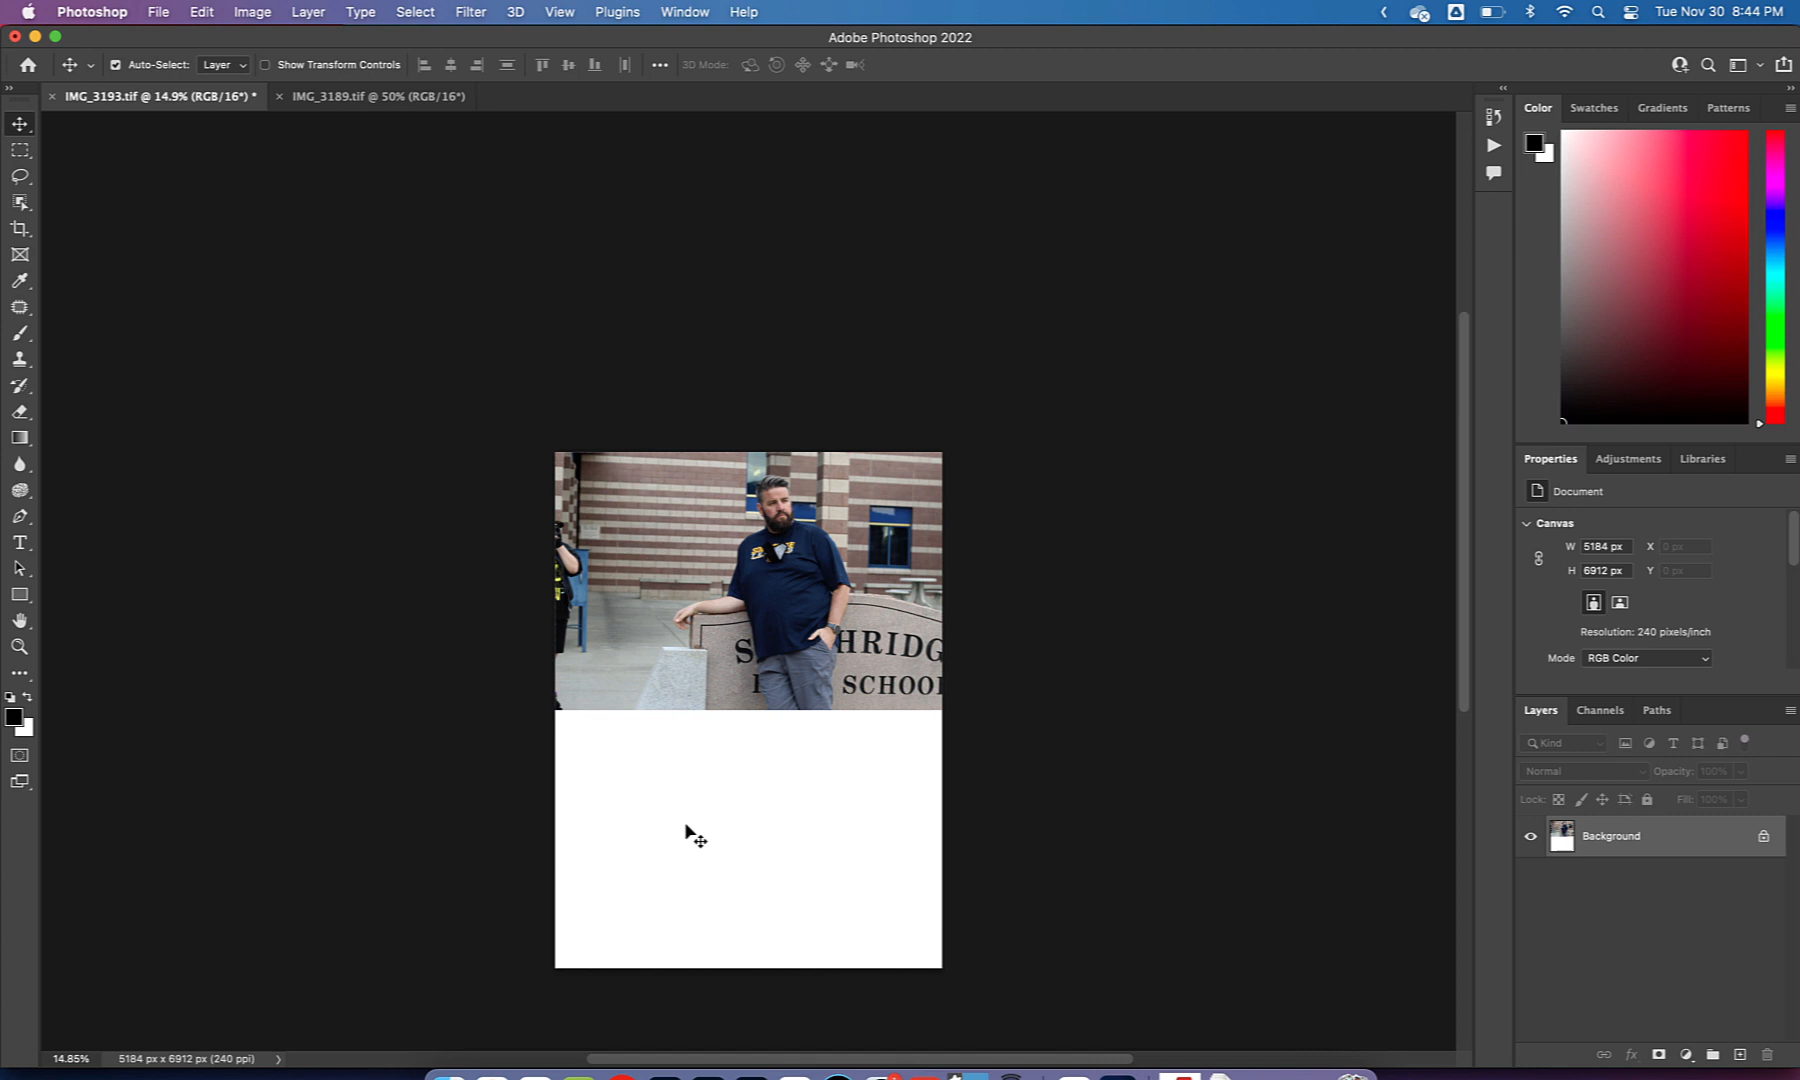 Photoshop File Edit Image Layer Type Select Filter 3D View Plugins Window Help Tue Nov 30 8:44 PM
Adobe Photoshop 2022
Auto-Select: Layer Show Transform Controls 3D Mode:
IMG_3193.tif @ 14.9% (RGB/16*) * IMG_3189.tif @ 50% (RGB/16*)
Color Swatches Gradients Patterns
Properties Adjustments Libraries
Document
Canvas
W 5184 px X 0 px
H 6912 px Y 0 px
Resolution: 240 pixels/inch
Mode RGB Color
HRIDG
SCHOOL
Layers Channels Paths
Kind
Normal Opacity: 100%
Lock: Fill: 100%
Background
14.85% 5184 px x 6912 px (240 ppi)